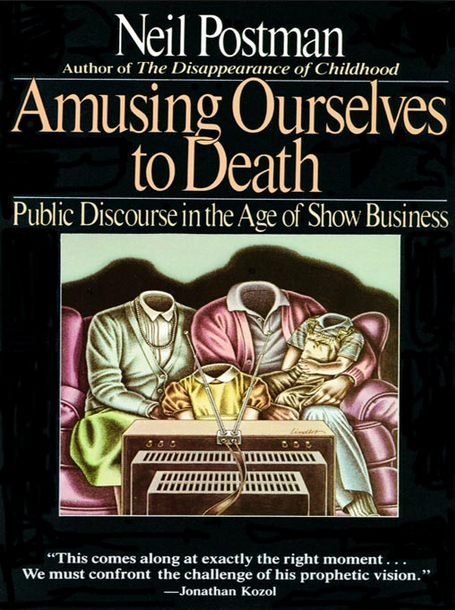 Neil Postman
Author of The Disappearance of Childhood
Amusing Ourselves
to Death
Public Discourse in the Age of Show Business
“This comes along at exactly the right moment . . .
We must confront the challenge of his prophetic vision.”
—Jonathan Kozol